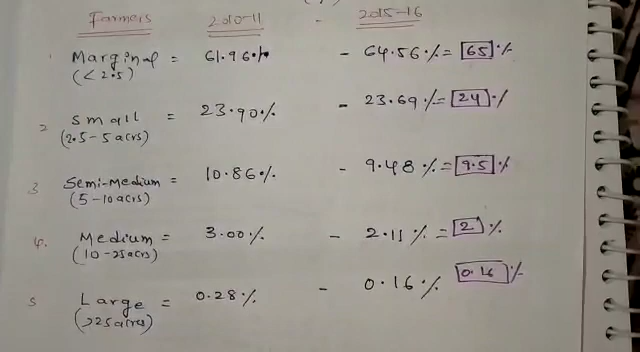 Farmers 2010-11 - 2015-16
1 Marginal = 61.96% - 64.56% = 65%
(<2.5)
2 Small = 23.90% - 23.69% = 24%
(2.5-5 acrs)
3 Semi-Medium = 10.86% - 9.48% = 9.5%
(5-10 acrs)
4. Medium = 3.00% - 2.11% = 2%
(10-25 acrs)
5 Large = 0.28% - 0.16% 0.16%
(>25 acres)